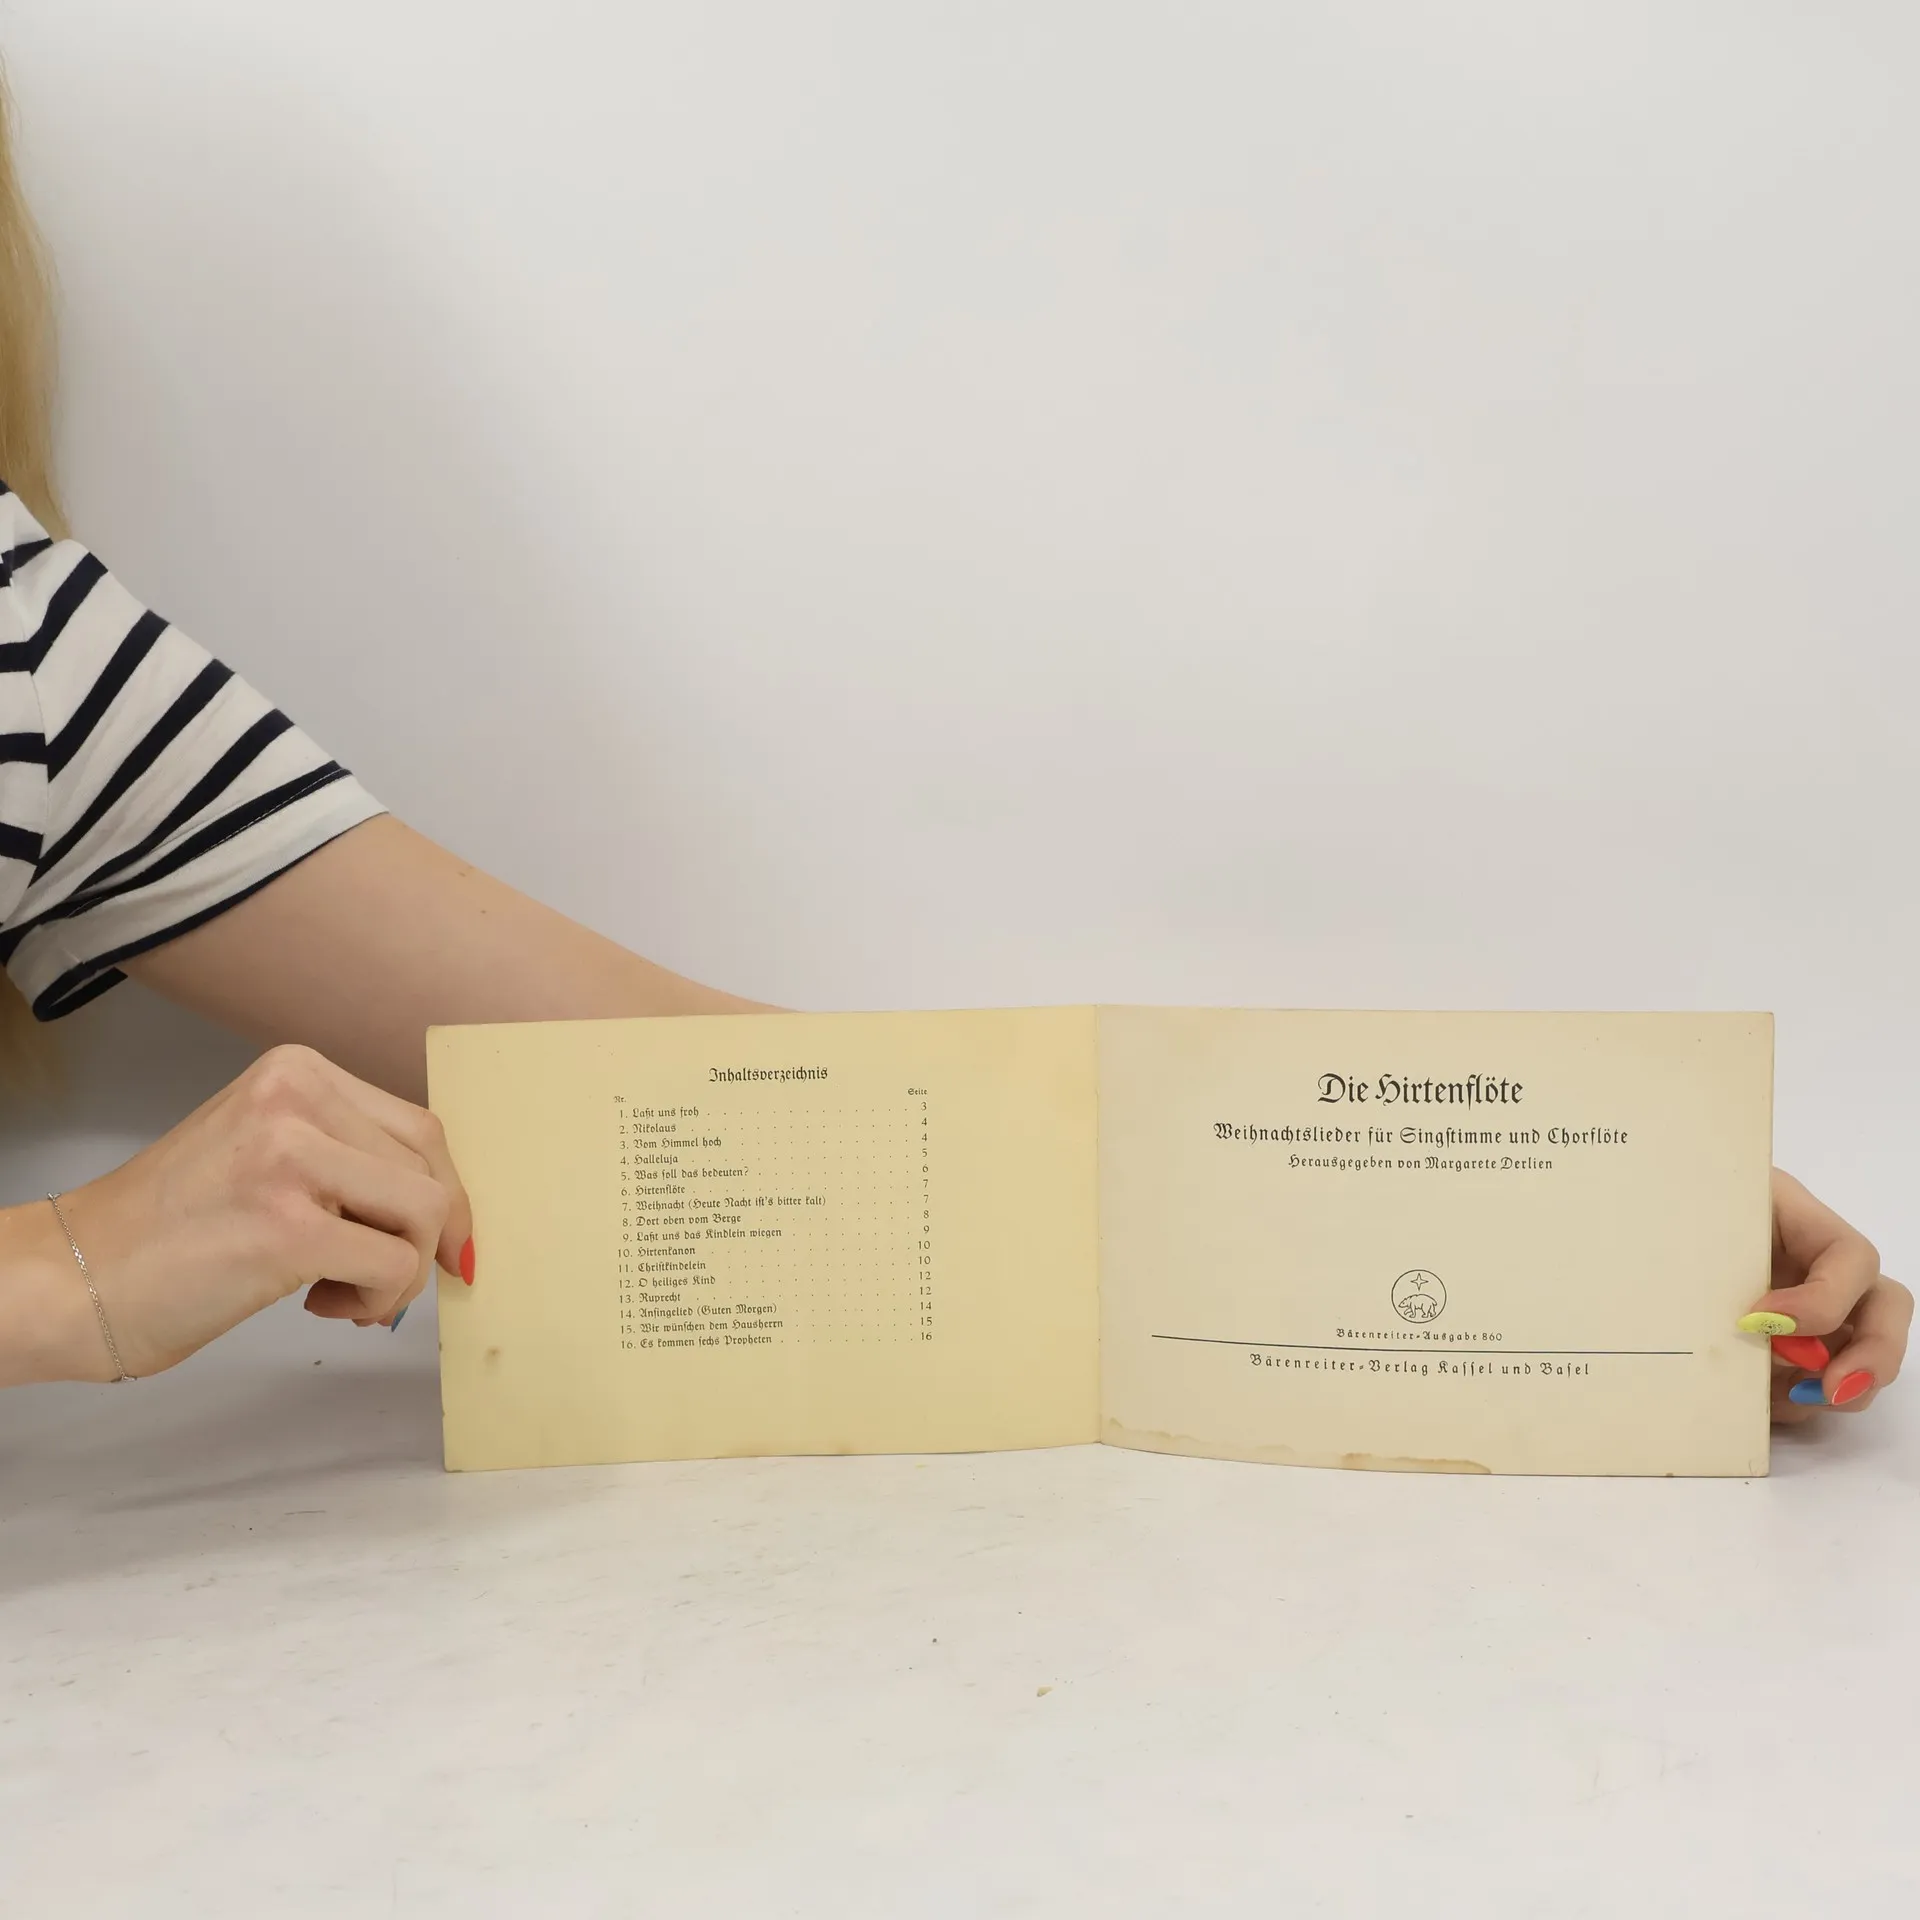 Inhaltsverzeichnis
Nr. Seite
1. Laßt uns froh . . . . . . . . . . . . . 3
2. Nikolaus . . . . . . . . . . . . . . 4
3. Vom Himmel hoch . . . . . . . . . . . 4
4. Halleluja . . . . . . . . . . . . . . 5
5. Was soll das bedeuten? . . . . . . . . . . 6
6. Hirtenflöte . . . . . . . . . . . . . . 7
7. Weihnacht (Heute Nacht ist's bitter kalt) . . . . . 7
8. Dort oben vom Berge . . . . . . . . . . 8
9. Laßt uns das Kindlein wiegen . . . . . . . . 9
10. Hirtenkanon . . . . . . . . . . . . . 10
11. Christkindelein . . . . . . . . . . . . 10
12. O heiliges Kind . . . . . . . . . . . . 12
13. Ruprecht . . . . . . . . . . . . . . 12
14. Ansingelied (Guten Morgen) . . . . . . . . 14
15. Wir wünschen dem Hausherrn . . . . . . . . 15
16. Es kommen sechs Propheten . . . . . . . . 16
Die Hirtenflöte
Weihnachtslieder für Singstimme und Chorflöte
Herausgegeben von Margarete Derlien
Bärenreiter-Ausgabe 860
Bärenreiter-Verlag Kassel und Basel